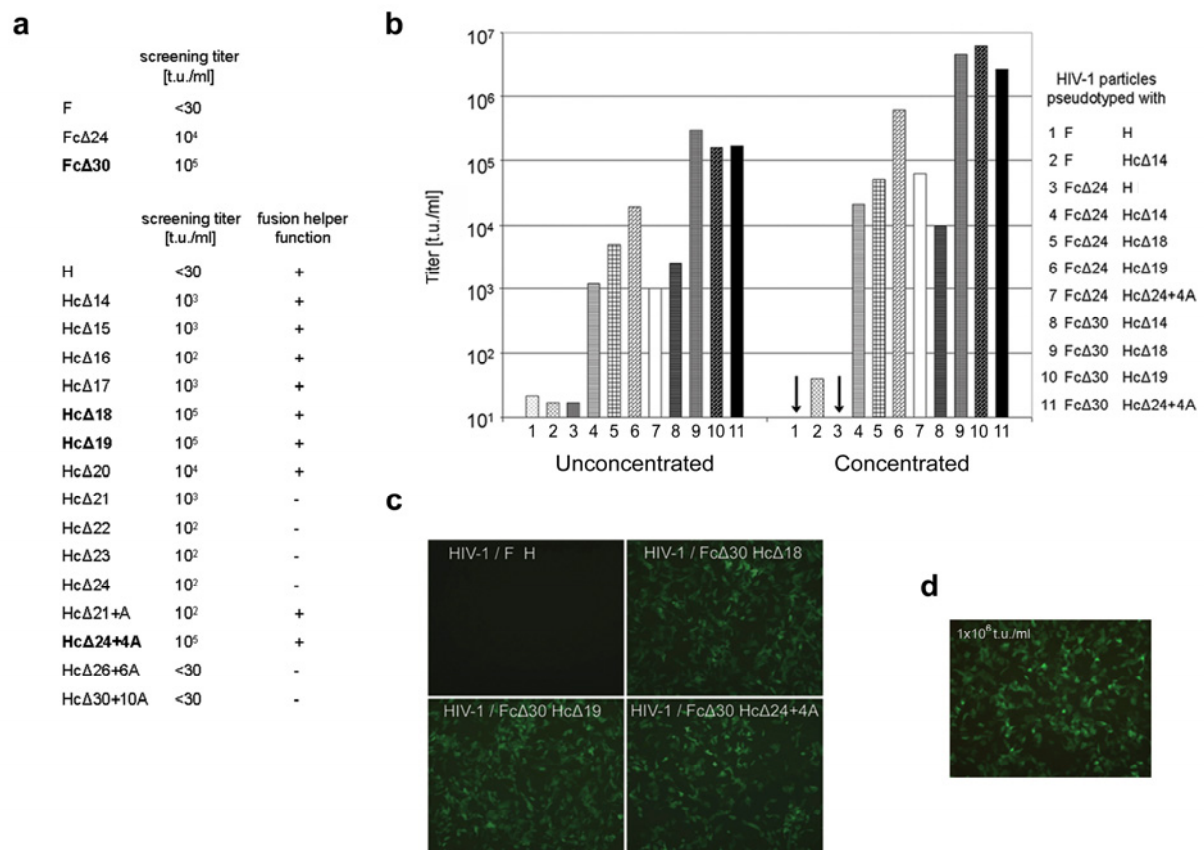 a
screening titer
[t.u./ml]
F <30
FcΔ24 10⁴
FcΔ30 10⁵
screening titer fusion helper
[t.u./ml] function
H <30 +
HcΔ14 10³ +
HcΔ15 10³ +
HcΔ16 10² +
HcΔ17 10³ +
HcΔ18 10⁵ +
HcΔ19 10⁵ +
HcΔ20 10⁴ +
HcΔ21 10³ -
HcΔ22 10² -
HcΔ23 10² -
HcΔ24 10² -
HcΔ21+A 10² +
HcΔ24+4A 10⁵ +
HcΔ26+6A <30 -
HcΔ30+10A <30 -
b
Titer [t.u./ml]
10⁷
10⁶
10⁵
10⁴
10³
10²
10¹
1 2 3 4 5 6 7 8 9 10 11 1 2 3 4 5 6 7 8 9 10 11
Unconcentrated Concentrated
HIV-1 particles
pseudotyped with
1 F H
2 F HcΔ14
3 FcΔ24 H
4 FcΔ24 HcΔ14
5 FcΔ24 HcΔ18
6 FcΔ24 HcΔ19
7 FcΔ24 HcΔ24+4A
8 FcΔ30 HcΔ14
9 FcΔ30 HcΔ18
10 FcΔ30 HcΔ19
11 FcΔ30 HcΔ24+4A
c
HIV-1 / F H
HIV-1 / FcΔ30 HcΔ18
HIV-1 / FcΔ30 HcΔ19
HIV-1 / FcΔ30 HcΔ24+4A
d
1x10⁶ t.u./ml